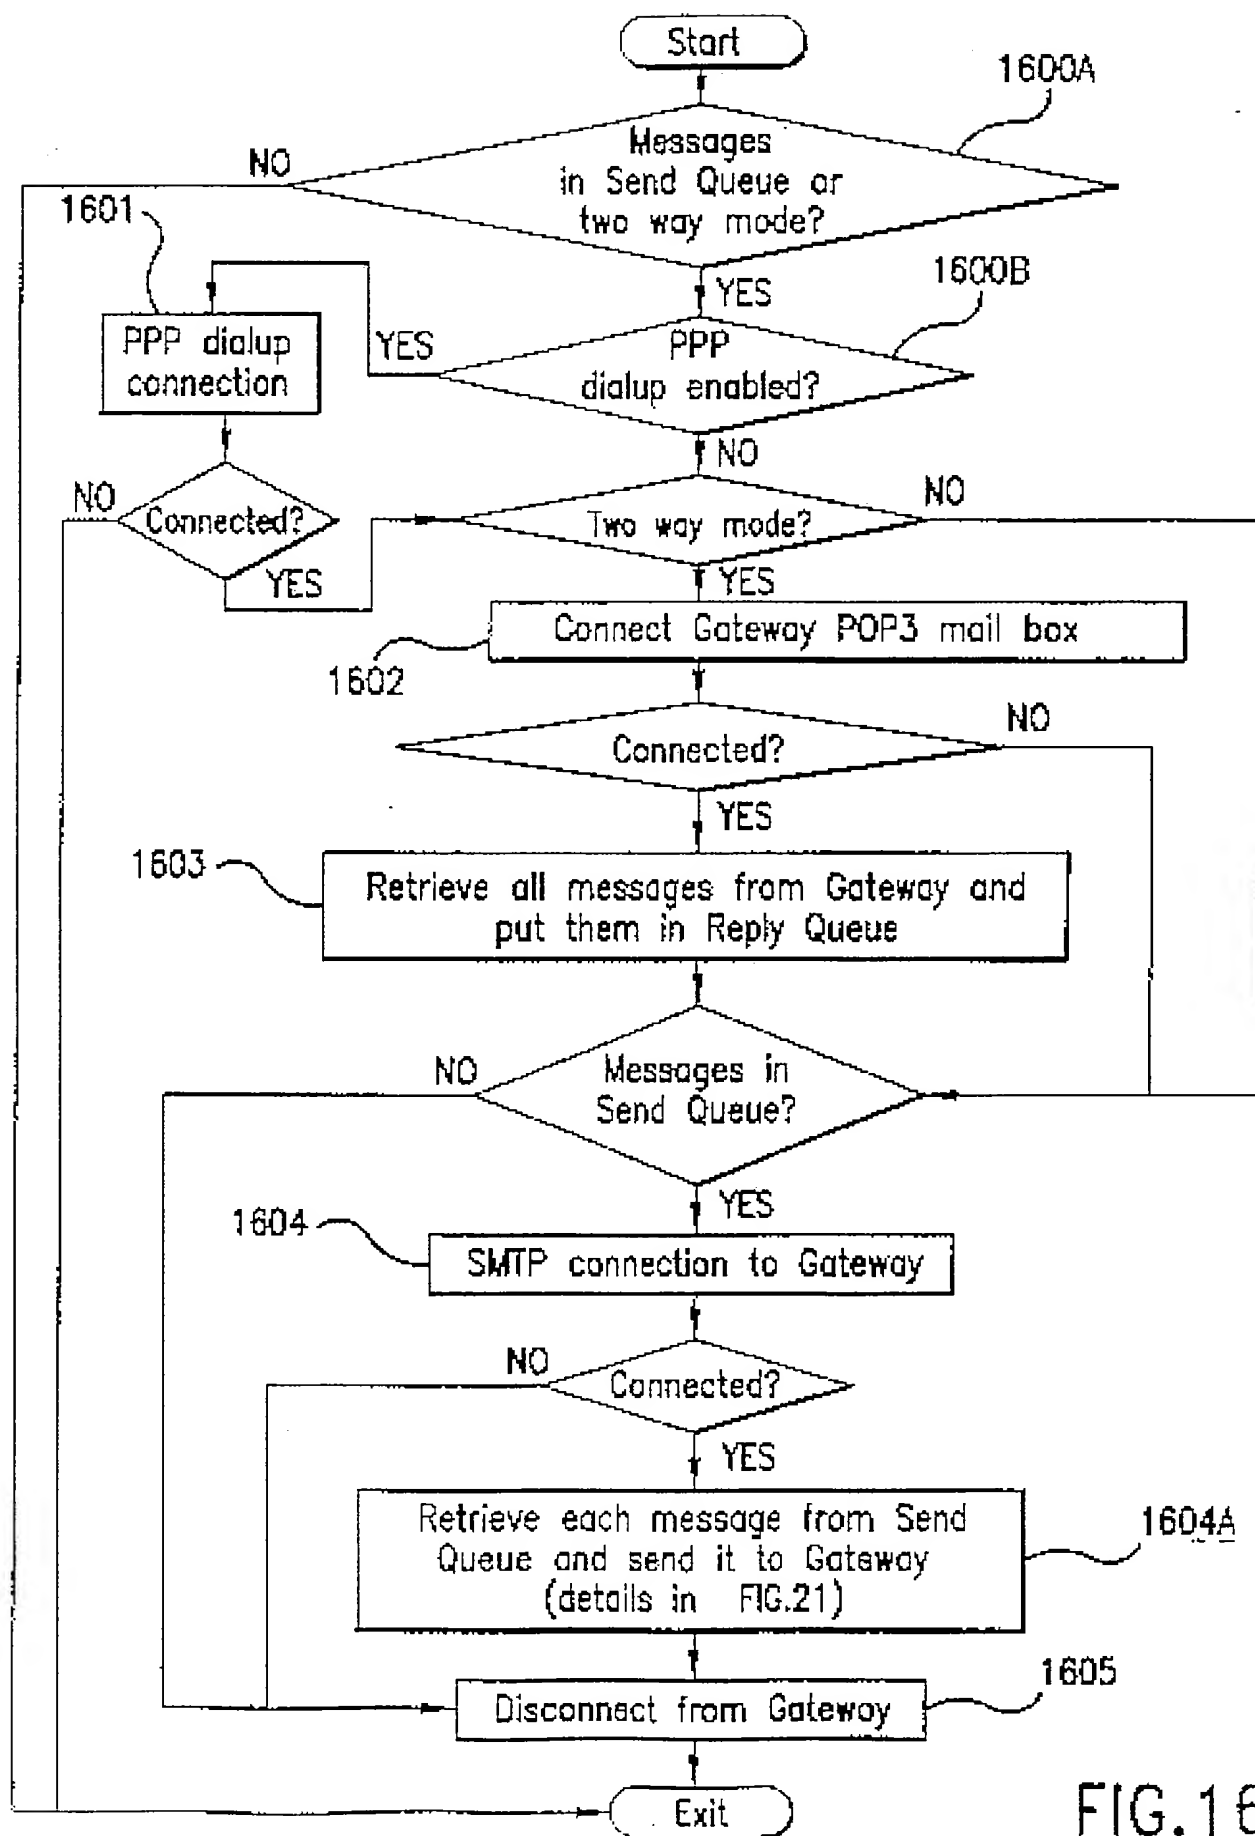 Start
1600A
Messages
in Send Queue or
two way mode?
NO
1601
1600B
YES
PPP dialup
connection
YES
PPP
dialup enabled?
NO
NO
Connected?
Two way mode?
NO
YES
YES
Connect Gateway POP3 mail box
1602
NO
Connected?
YES
1603
Retrieve all messages from Gateway and
put them in Reply Queue
NO
Messages in
Send Queue?
YES
1604
SMTP connection to Gateway
NO
Connected?
YES
Retrieve each message from Send
Queue and send it to Gateway
(details in FIG.21)
1604A
1605
Disconnect from Gateway
Exit
FIG.16